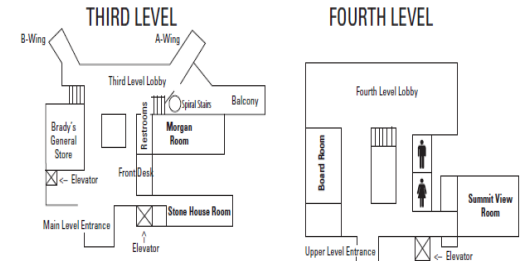 THIRD LEVEL
B-Wing
A-Wing
Third Level Lobby
Spiral Stairs
Balcony
Restrooms
Morgan
Room
Brady's
General
Store
Front Desk
<– Elevator
Stone House Room
Main Level Entrance
Elevator
FOURTH LEVEL
Fourth Level Lobby
Board Room
Summit View
Room
Upper Level Entrance
<– Elevator